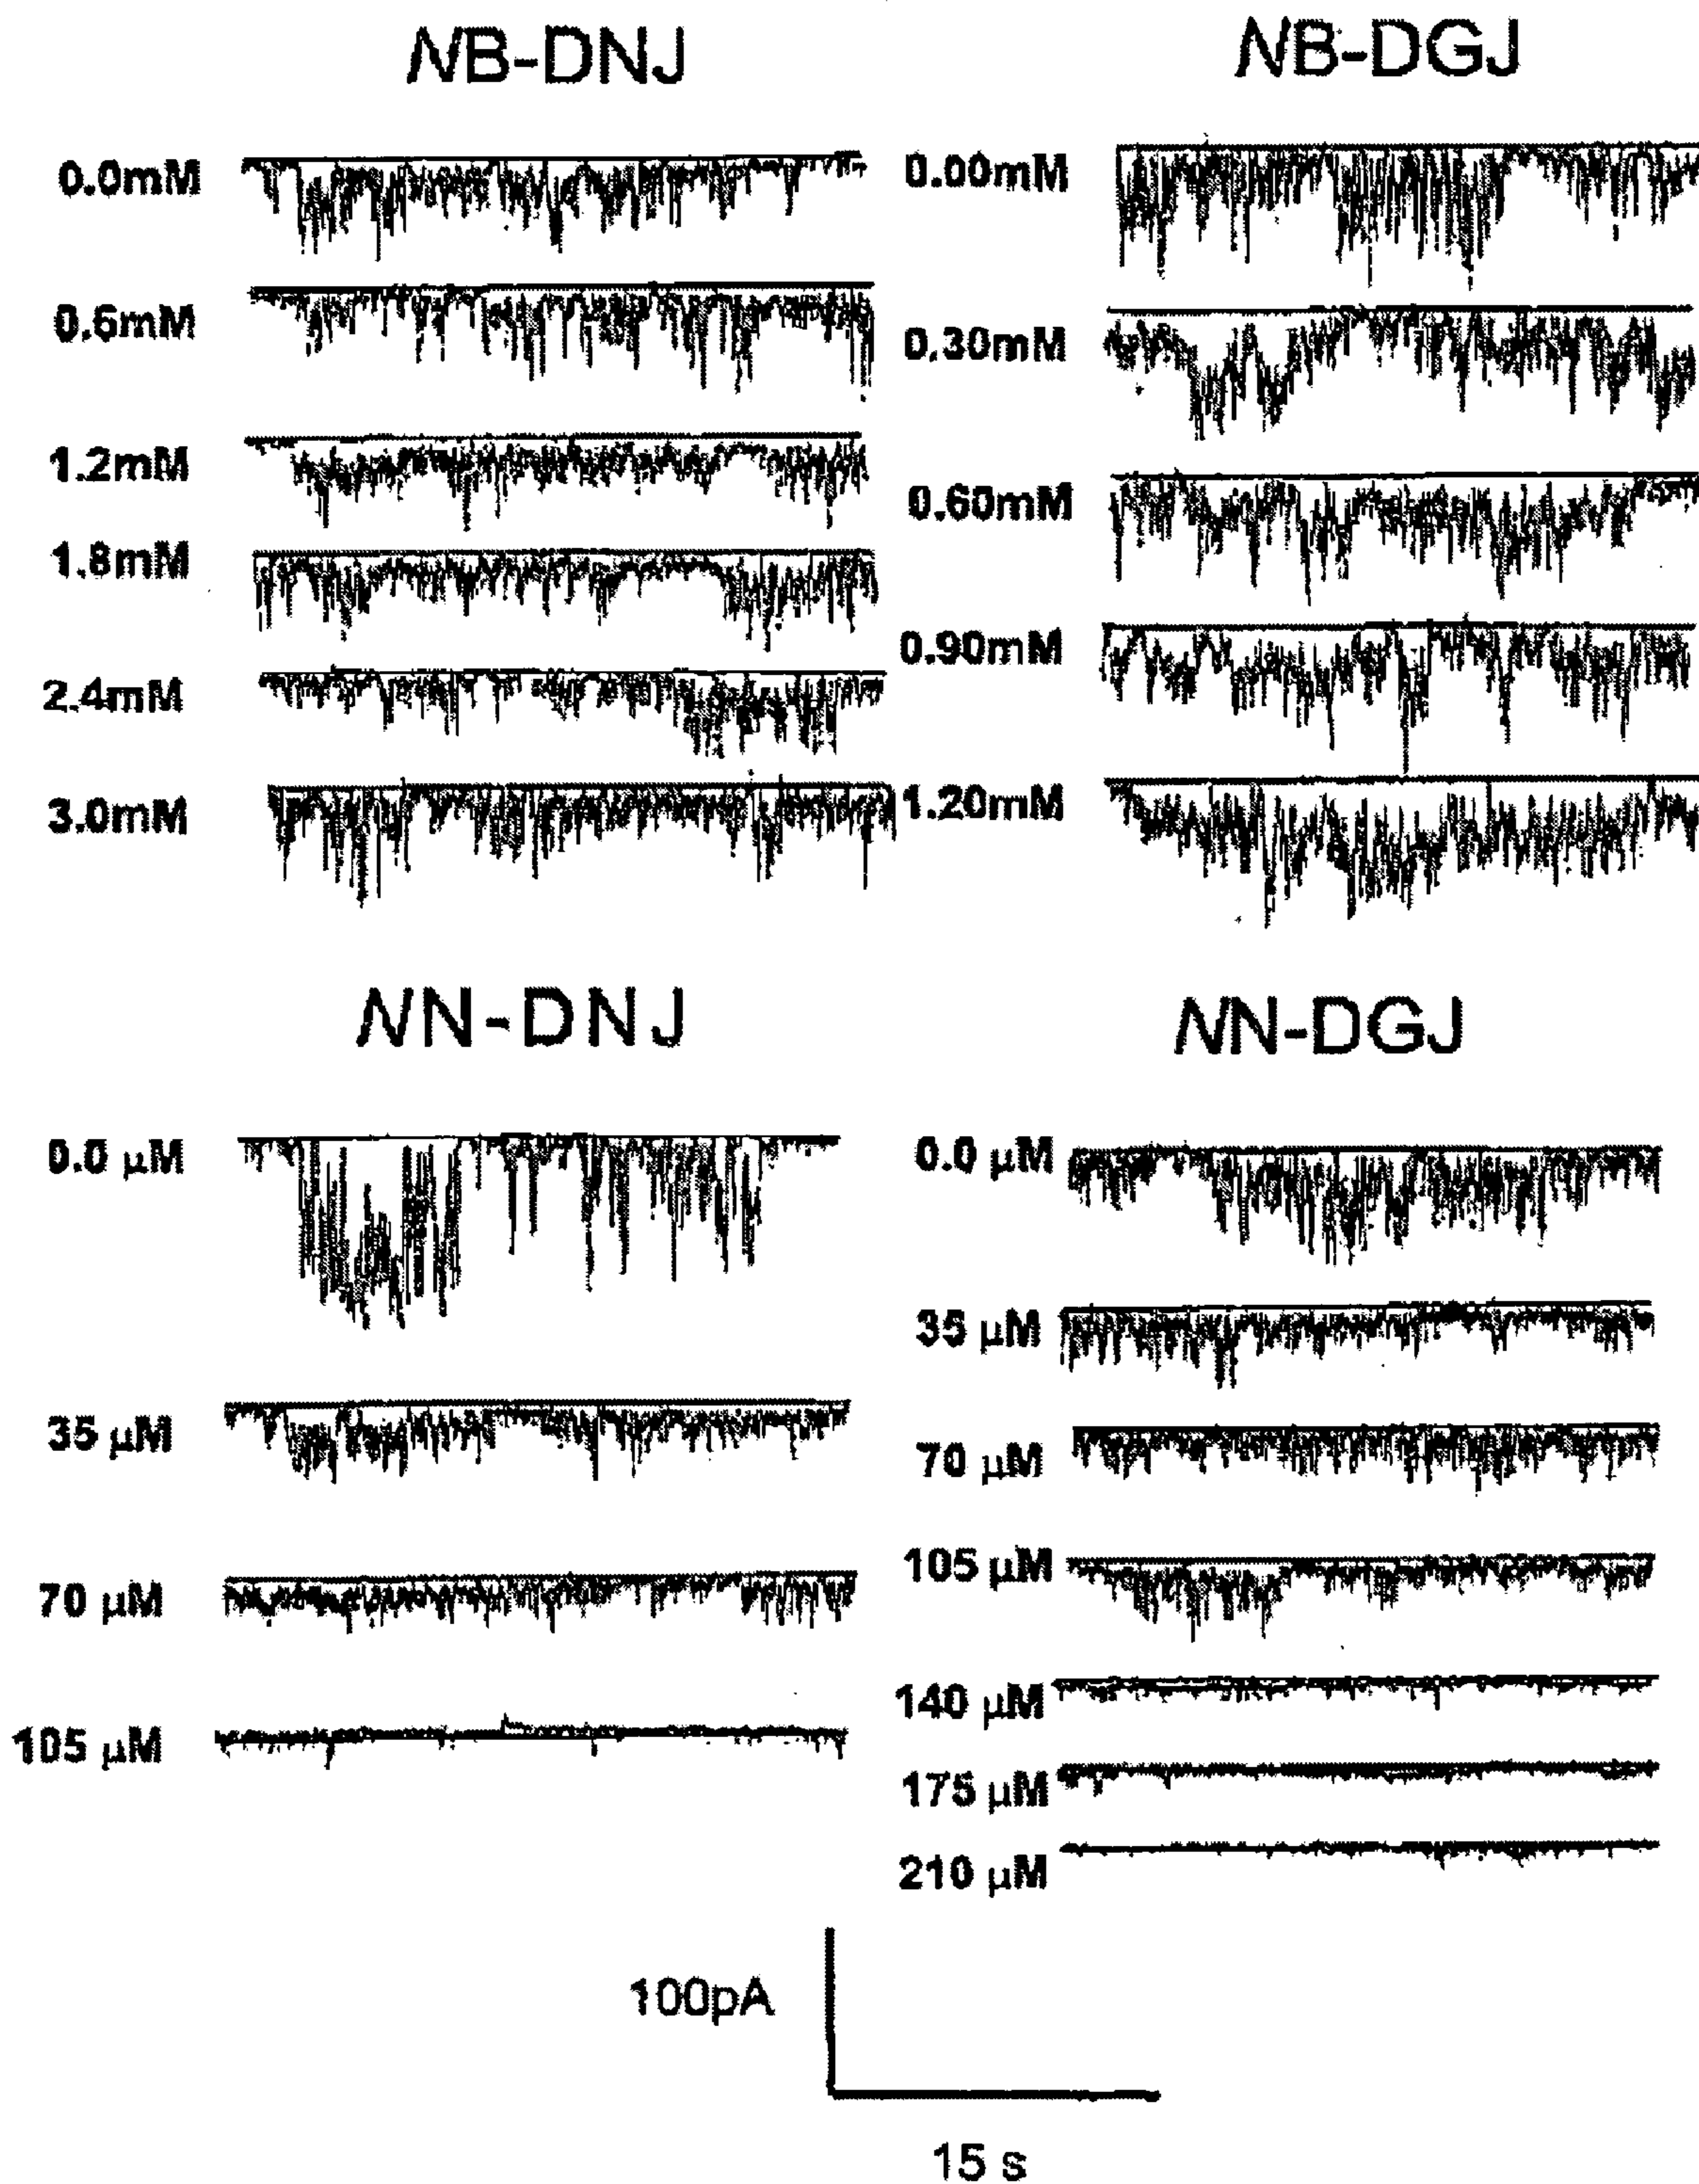 NB-DNJ
0.0mM
0.6mM
1.2mM
1.8mM
2.4mM
3.0mM
NB-DGJ
0.00mM
0.30mM
0.60mM
0.90mM
1.20mM
NN-DNJ
0.0 μM
35 μM
70 μM
105 μM
NN-DGJ
0.0 μM
35 μM
70 μM
105 μM
140 μM
175 μM
210 μM
100pA
15 s